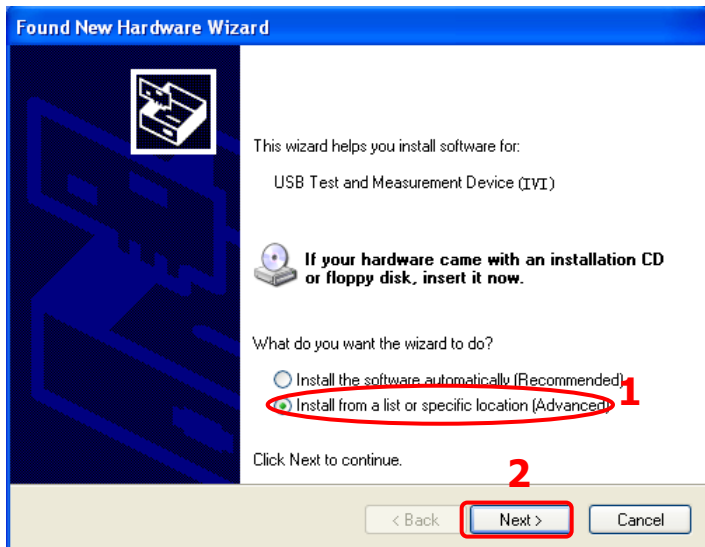 Found New Hardware Wizard
This wizard helps you install software for:
USB Test and Measurement Device (IVI)
If your hardware came with an installation CD
or floppy disk, insert it now.
What do you want the wizard to do?
Install the software automatically (Recommended)
1
Install from a list or specific location (Advanced)
Click Next to continue.
2
< Back
Next >
Cancel